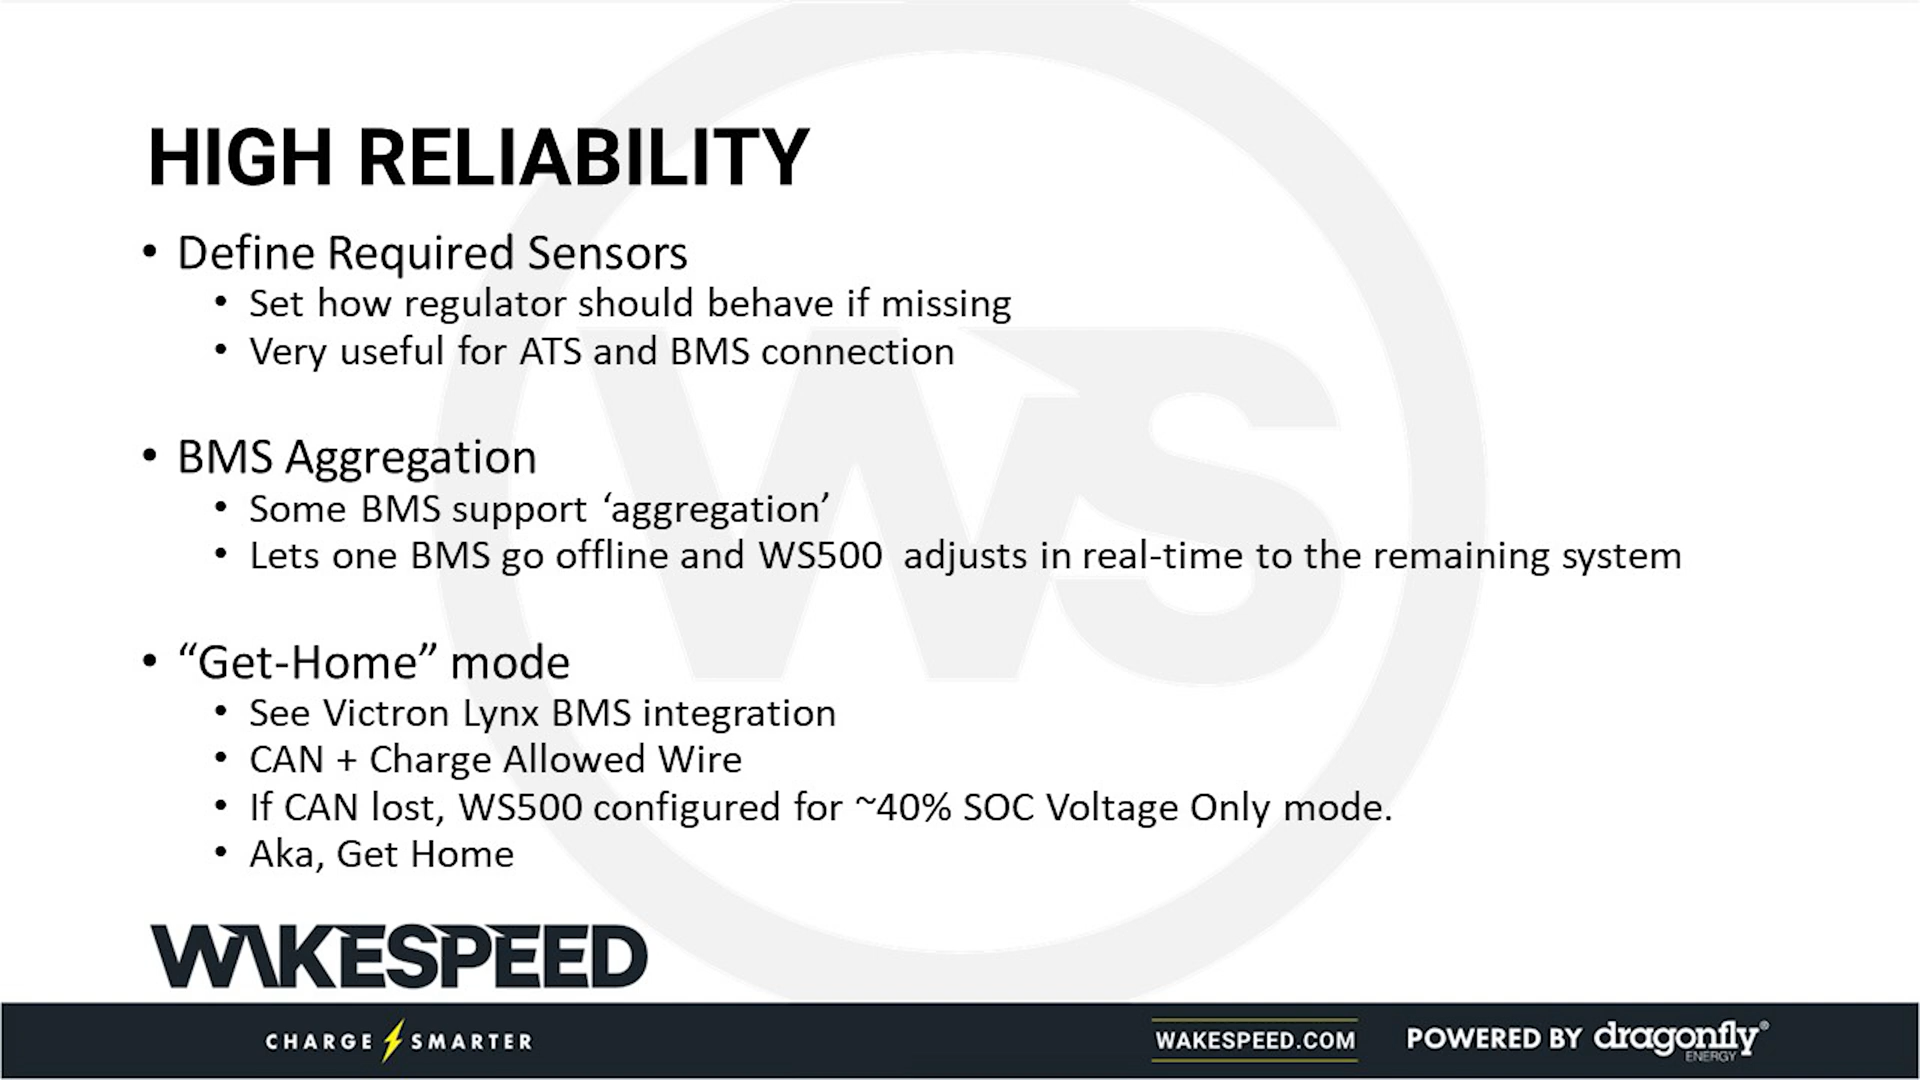 HIGH RELIABILITY
• Define Required Sensors
• Set how regulator should behave if missing
• Very useful for ATS and BMS connection
• BMS Aggregation
• Some BMS support ‘aggregation’
• Lets one BMS go offline and WS500  adjusts in real-time to the remaining system
• “Get-Home” mode
• See Victron Lynx BMS integration
• CAN + Charge Allowed Wire
• If CAN lost, WS500 configured for ~40% SOC Voltage Only mode.
• Aka, Get Home
WS
WAKESPEED
CHARGE SMARTER
WAKESPEED.COM
POWERED BY dragonfly®
ENERGY